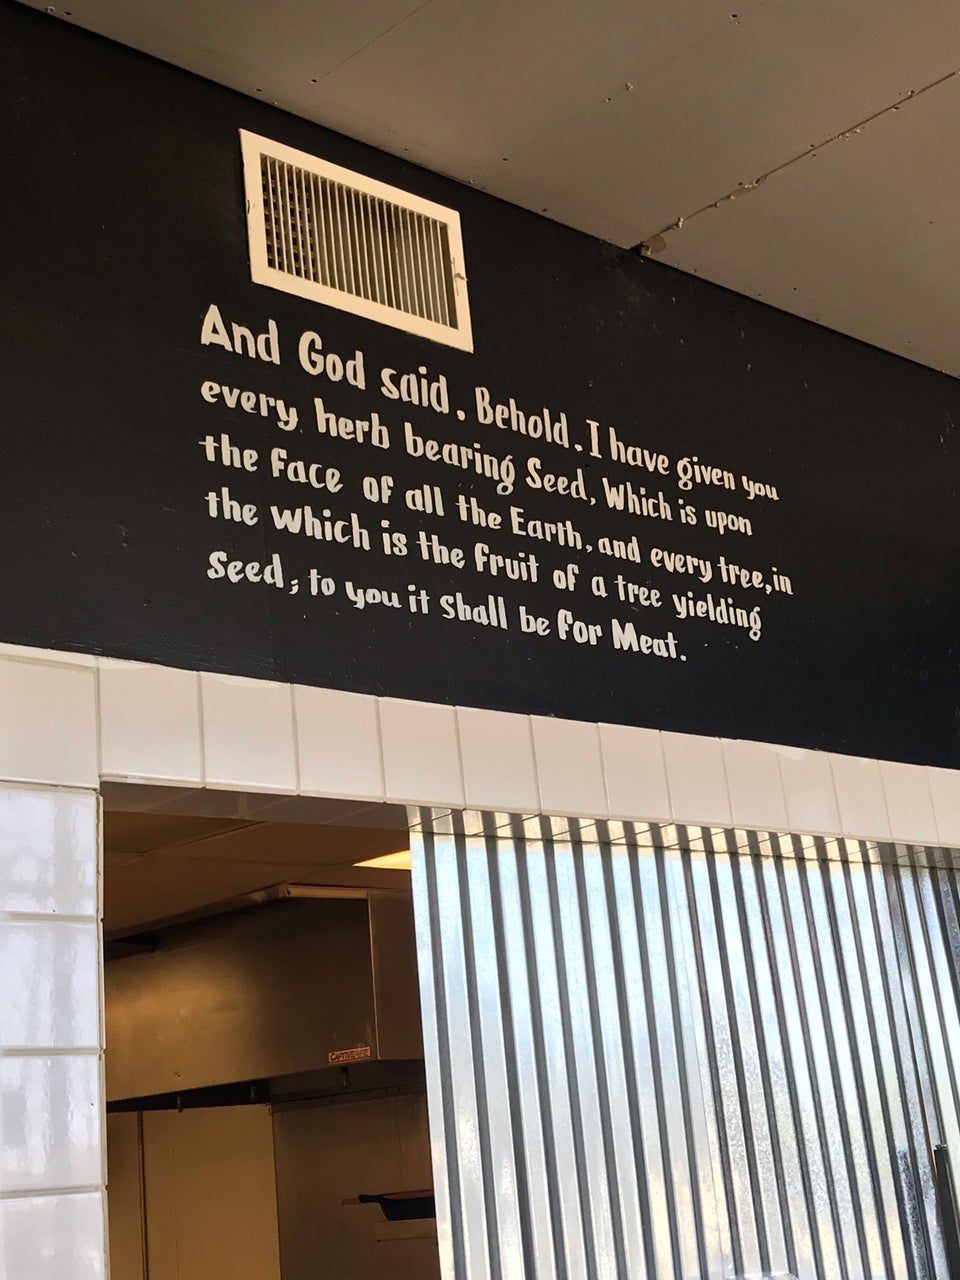 And God said. Behold. I have given you
every herb bearing Seed, Which is upon
the Face of all the Earth, and every tree, in
the which is the fruit of a tree yielding
Seed; to you it shall be for Meat.